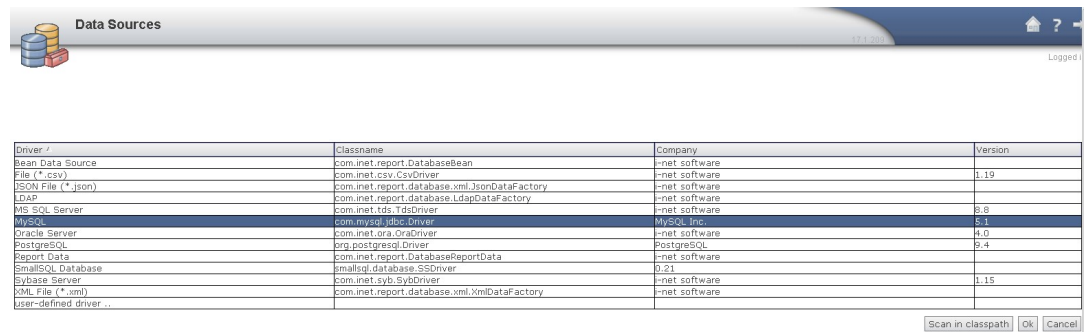 Data Sources
?
Logged i
Driver Classname Company Version
Bean Data Source com.inet.report.DatabaseBean i-net software
File (*.csv) com.inet.csv.CsvDriver i-net software 1.19
JSON File (*.json) com.inet.report.database.xml.JsonDataFactory i-net software
LDAP com.inet.report.database.LdapDataFactory i-net software
MS SQL Server com.inet.tds.TdsDriver i-net software 8.8
MySQL com.mysql.jdbc.Driver MySQL Inc. 5.1
Oracle Server com.inet.ora.OraDriver i-net software 4.0
PostgreSQL org.postgresql.Driver PostgreSQL 9.4
Report Data com.inet.report.DatabaseReportData i-net software
SmallSQL Database smallsql.database.SSDriver 0.21
Sybase Server com.inet.syb.SybDriver i-net software 1.15
XML File (*.xml) com.inet.report.database.xml.XmlDataFactory i-net software
user-defined driver ..
Scan in classpath Ok Cancel